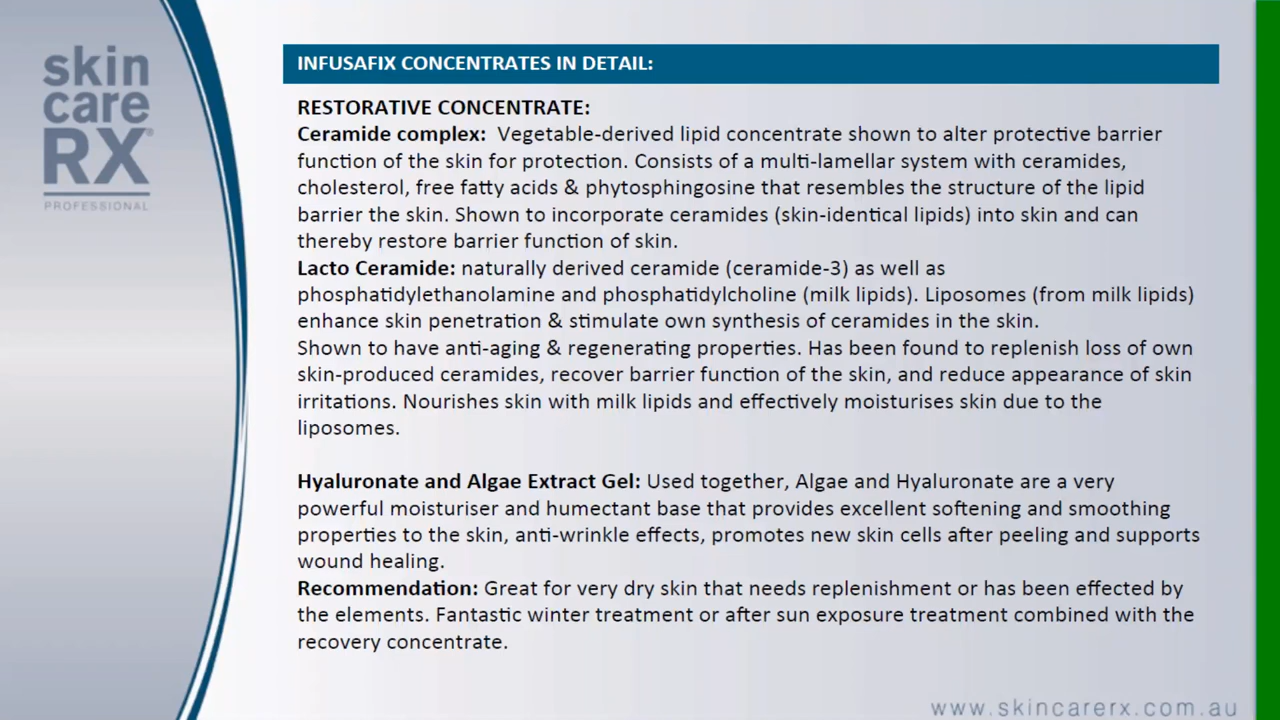 skin
care
RX®
PROFESSIONAL
INFUSAFIX CONCENTRATES IN DETAIL:
RESTORATIVE CONCENTRATE:
Ceramide complex: Vegetable-derived lipid concentrate shown to alter protective barrier
function of the skin for protection. Consists of a multi-lamellar system with ceramides,
cholesterol, free fatty acids & phytosphingosine that resembles the structure of the lipid
barrier the skin. Shown to incorporate ceramides (skin-identical lipids) into skin and can
thereby restore barrier function of skin.
Lacto Ceramide: naturally derived ceramide (ceramide-3) as well as
phosphatidylethanolamine and phosphatidylcholine (milk lipids). Liposomes (from milk lipids)
enhance skin penetration & stimulate own synthesis of ceramides in the skin.
Shown to have anti-aging & regenerating properties. Has been found to replenish loss of own
skin-produced ceramides, recover barrier function of the skin, and reduce appearance of skin
irritations. Nourishes skin with milk lipids and effectively moisturises skin due to the
liposomes.
Hyaluronate and Algae Extract Gel: Used together, Algae and Hyaluronate are a very
powerful moisturiser and humectant base that provides excellent softening and smoothing
properties to the skin, anti-wrinkle effects, promotes new skin cells after peeling and supports
wound healing.
Recommendation: Great for very dry skin that needs replenishment or has been effected by
the elements. Fantastic winter treatment or after sun exposure treatment combined with the
recovery concentrate.
www.skincarerx.com.au